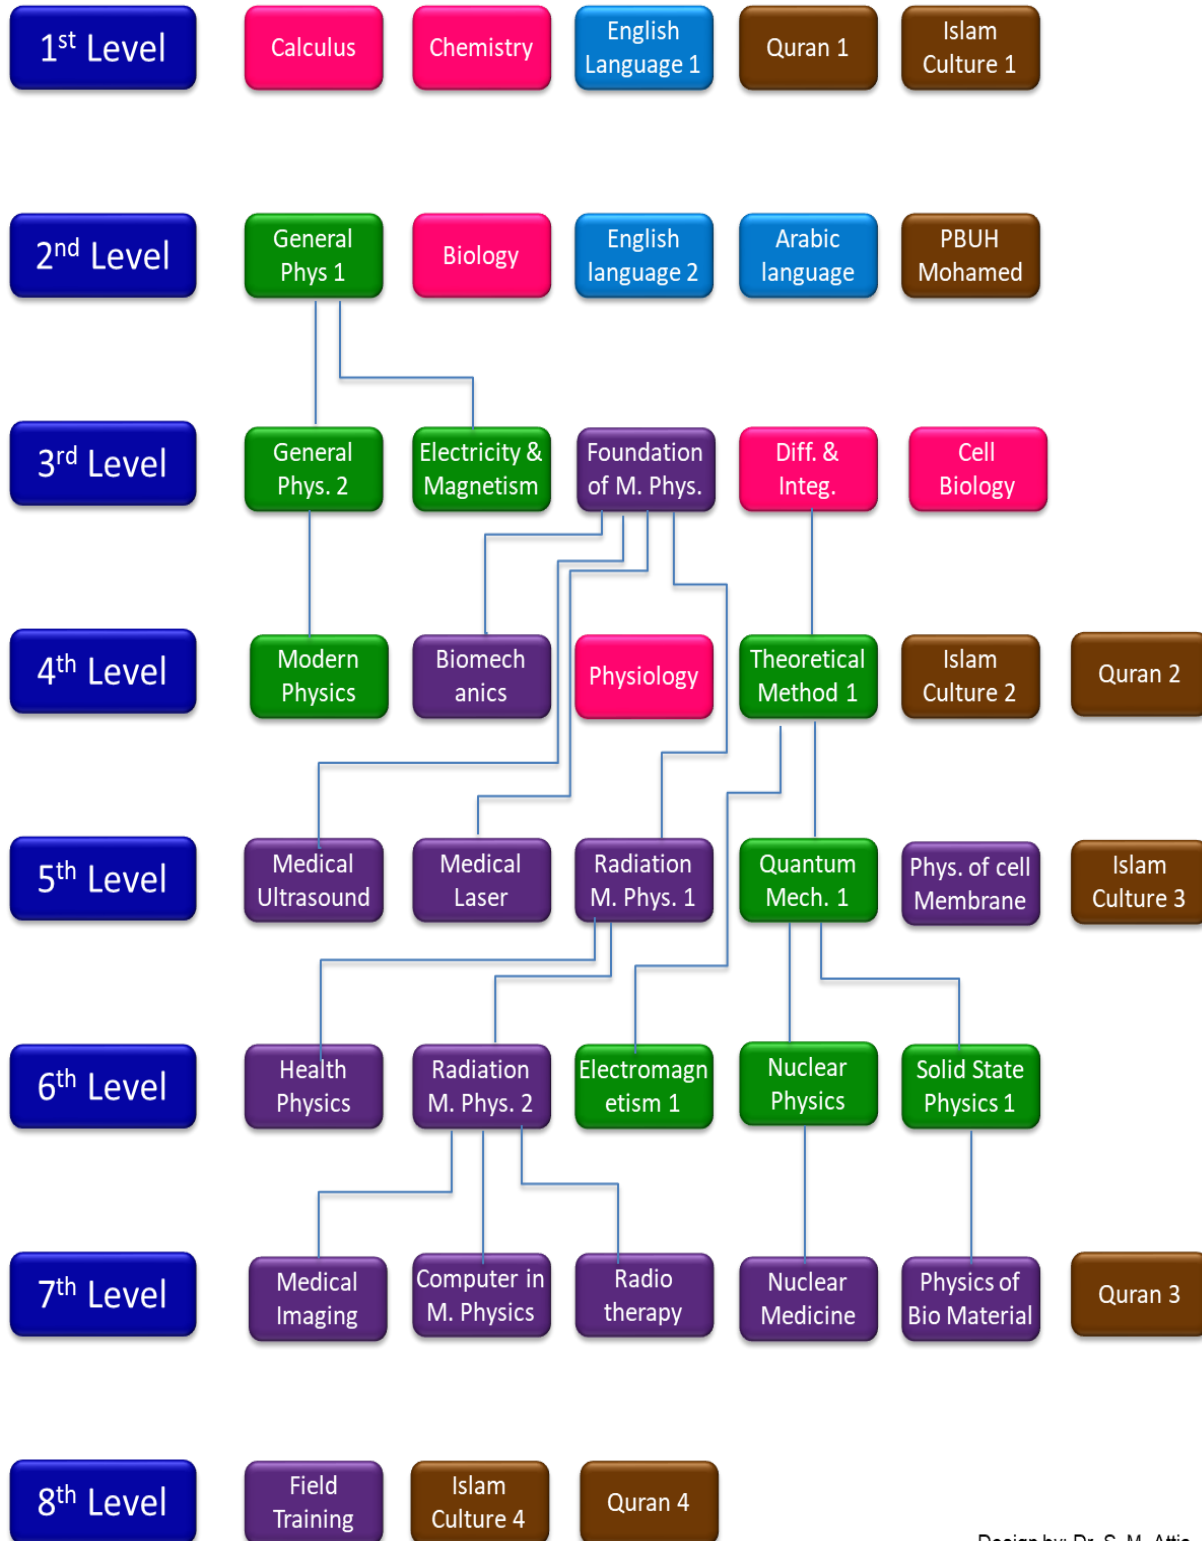 1st Level
Calculus
Chemistry
English
Language 1
Quran 1
Islam
Culture 1
2nd Level
General
Phys 1
Biology
English
language 2
Arabic
language
PBUH
Mohamed
3rd Level
General
Phys. 2
Electricity &
Magnetism
Foundation
of M. Phys.
Diff. &
Integ.
Cell
Biology
4th Level
Modern
Physics
Biomech
anics
Physiology
Theoretical
Method 1
Islam
Culture 2
Quran 2
5th Level
Medical
Ultrasound
Medical
Laser
Radiation
M. Phys. 1
Quantum
Mech. 1
Phys. of cell
Membrane
Islam
Culture 3
6th Level
Health
Physics
Radiation
M. Phys. 2
Electromagn
etism 1
Nuclear
Physics
Solid State
Physics 1
7th Level
Medical
Imaging
Computer in
M. Physics
Radio
therapy
Nuclear
Medicine
Physics of
Bio Material
Quran 3
8th Level
Field
Training
Islam
Culture 4
Quran 4
Design by: Dr. S. M. Attia